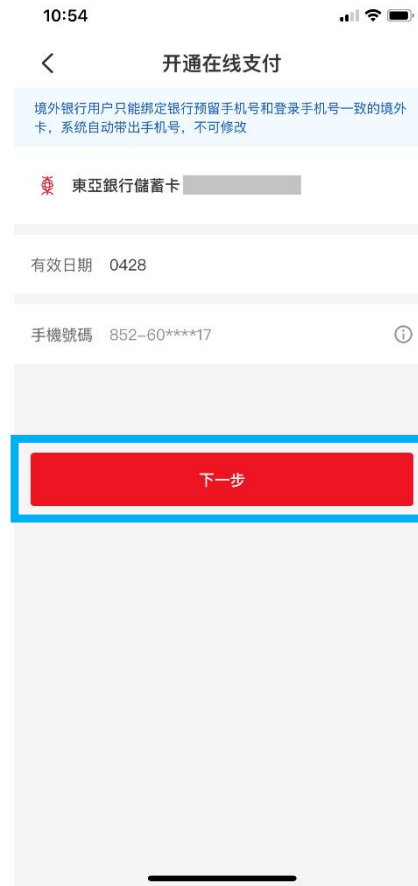 10:54
开通在线支付
境外银行用户只能绑定银行预留手机号和登录手机号一致的境外
卡，系统自动带出手机号，不可修改
東亞銀行儲蓄卡
有效日期 0428
手機號碼 852-60****17
下一步